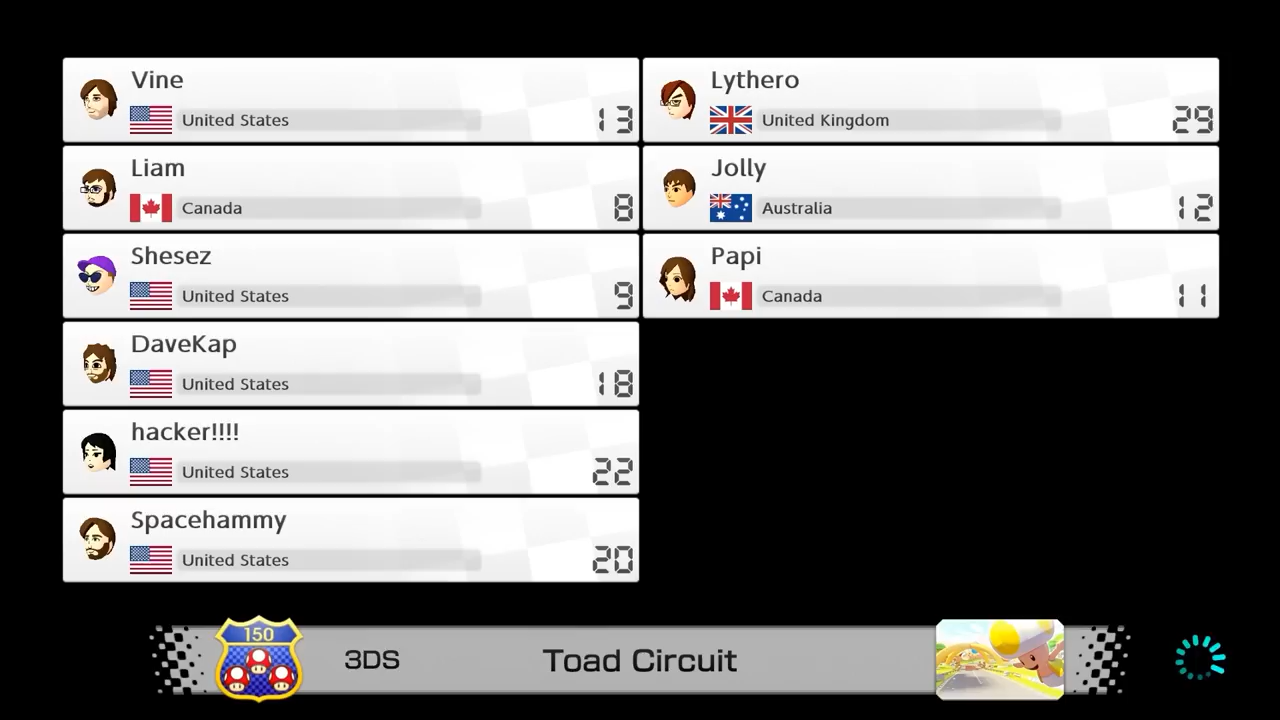 Vine
United States
13
Liam
Canada
8
Shesez
United States
9
DaveKap
United States
18
hacker!!!!
United States
22
Spacehammy
United States
20
Lythero
United Kingdom
29
Jolly
Australia
12
Papi
Canada
11
150
3DS
Toad Circuit